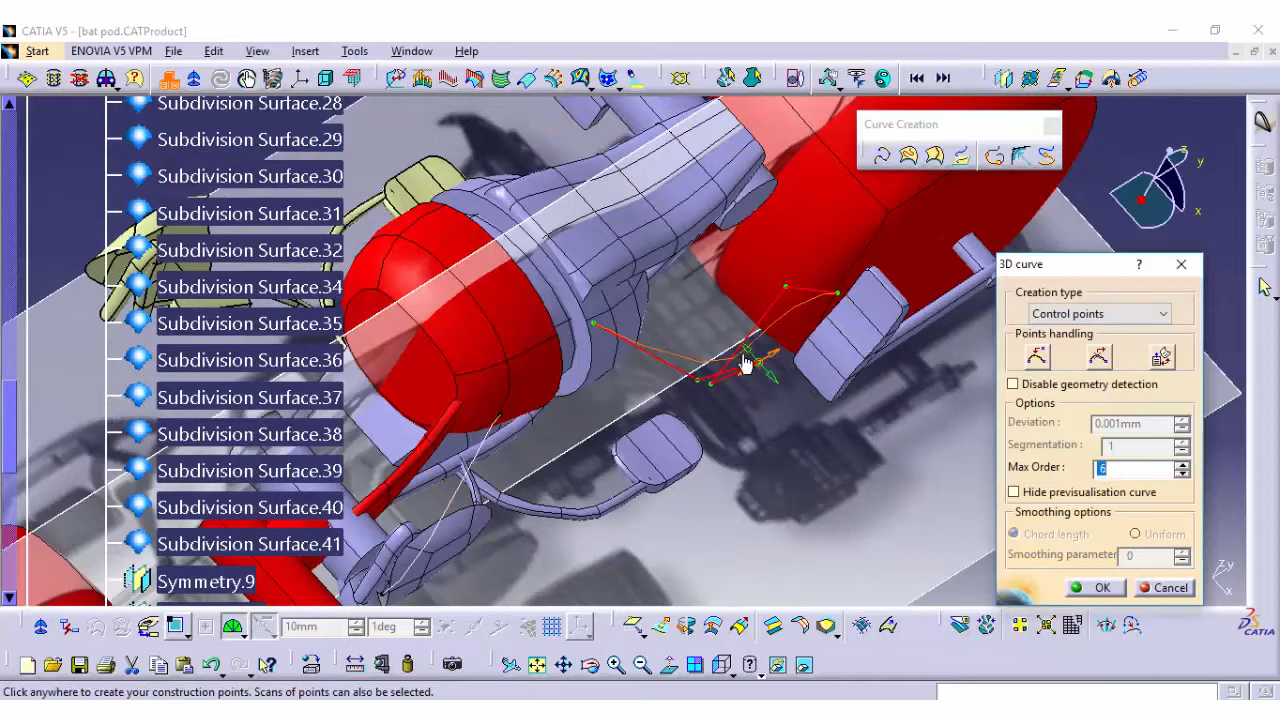 CATIA V5 - [bat pod.CATProduct]
Start ENOVIA V5 VPM File Edit View Insert Tools Window Help
Subdivision Surface.28
Subdivision Surface.29
Subdivision Surface.30
Subdivision Surface.31
Subdivision Surface.32
Subdivision Surface.34
Subdivision Surface.35
Subdivision Surface.36
Subdivision Surface.37
Subdivision Surface.38
Subdivision Surface.39
Subdivision Surface.40
Subdivision Surface.41
Symmetry.9
Curve Creation
z
y
x
3D curve
?
Creation type
Control points
Points handling
Disable geometry detection
Options
Deviation : 0.001mm
Segmentation : 1
Max Order : 6
Hide previsualisation curve
Smoothing options
Chord length Uniform
Smoothing parameter 0
OK Cancel
Zy
x
CATIA
10mm 1deg
Click anywhere to create your construction points. Scans of points can also be selected.